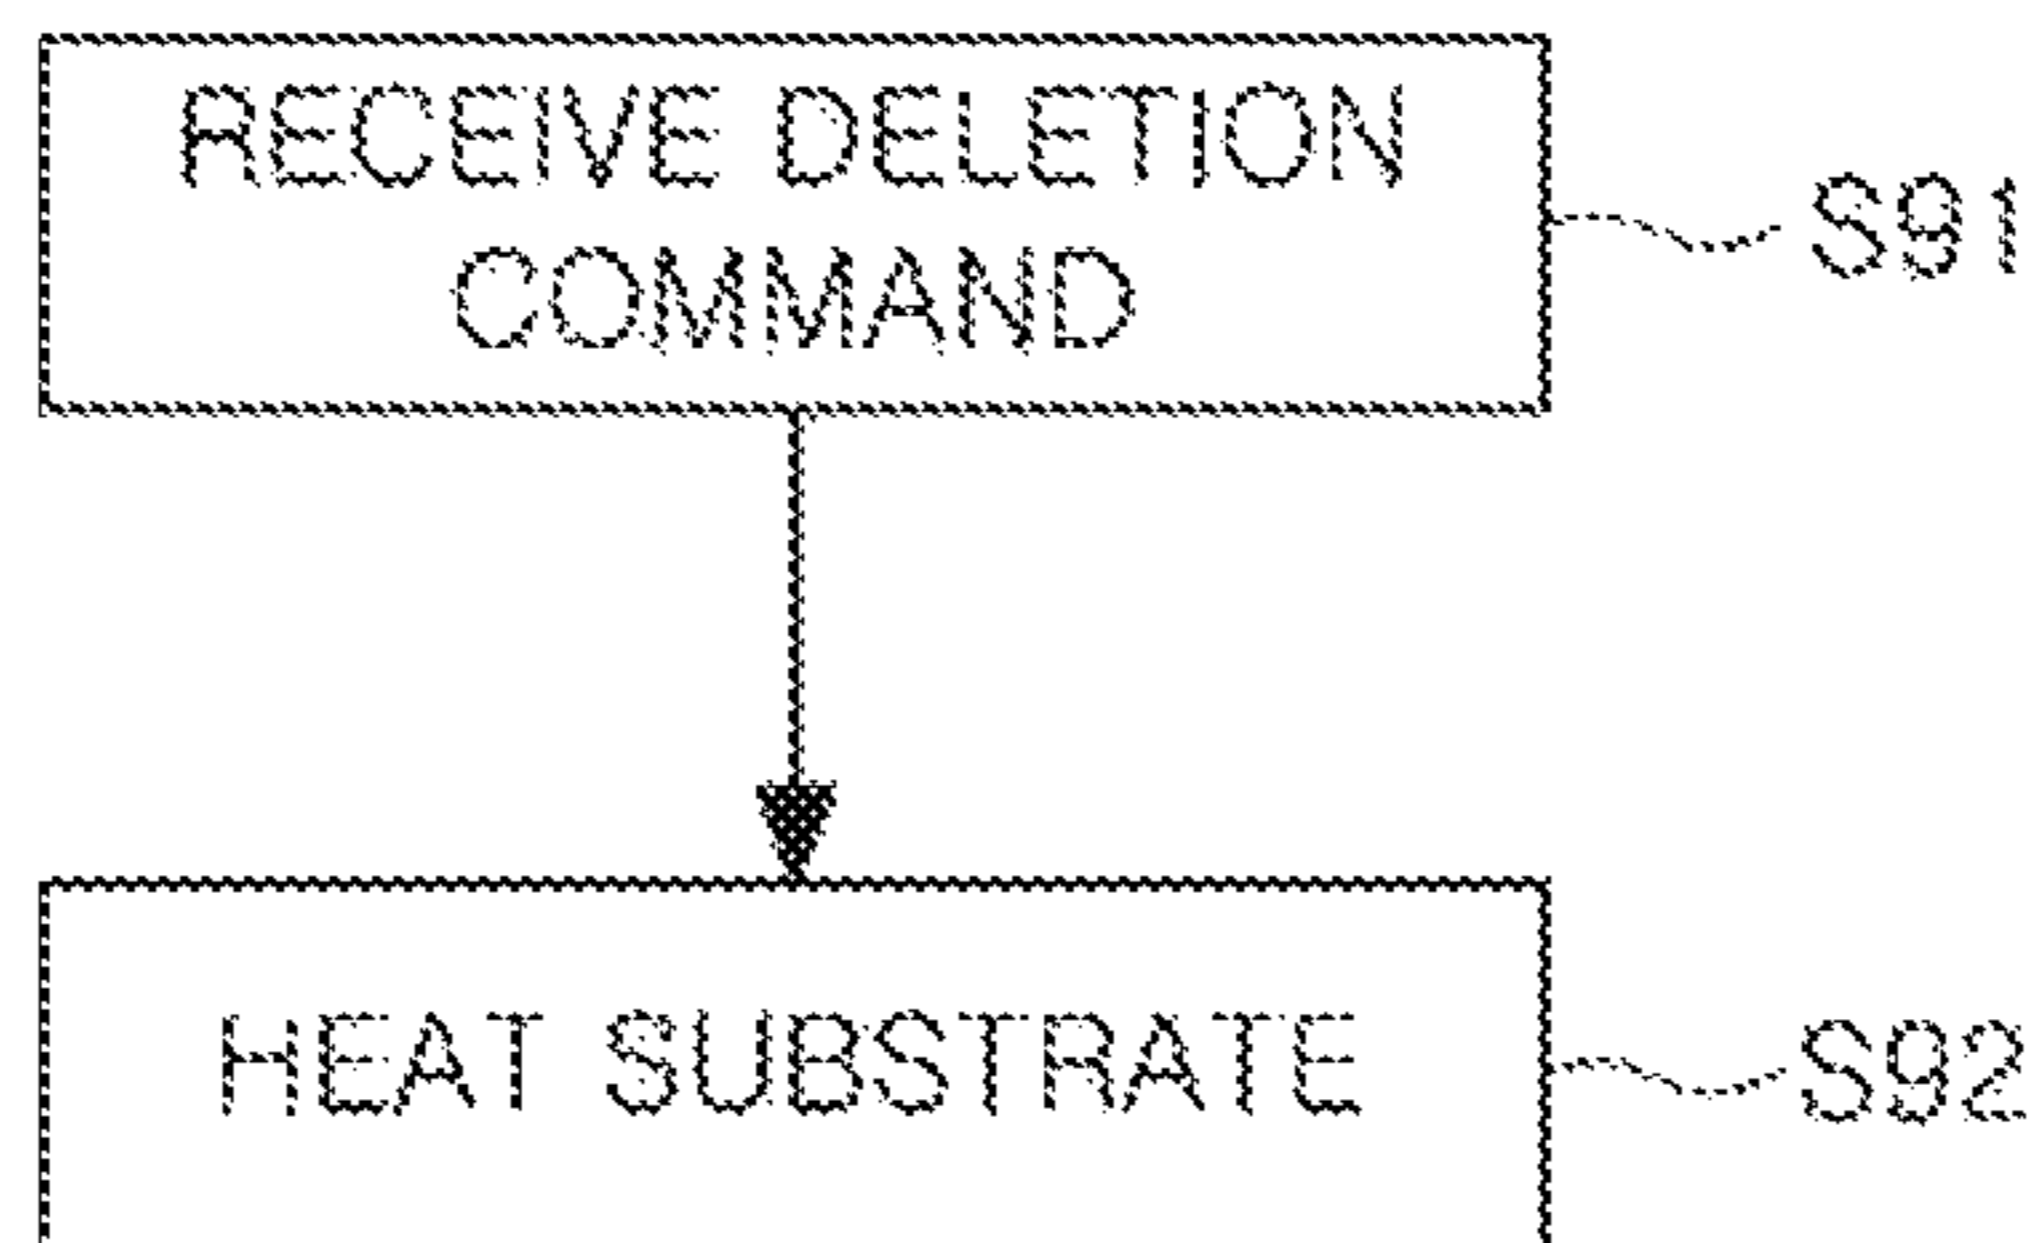 RECEIVE DELETION
COMMAND
S91
HEAT SUBSTRATE
S92